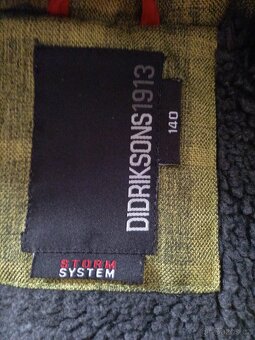 DIDRIKSONS1913
140
STORM
SYSTEM